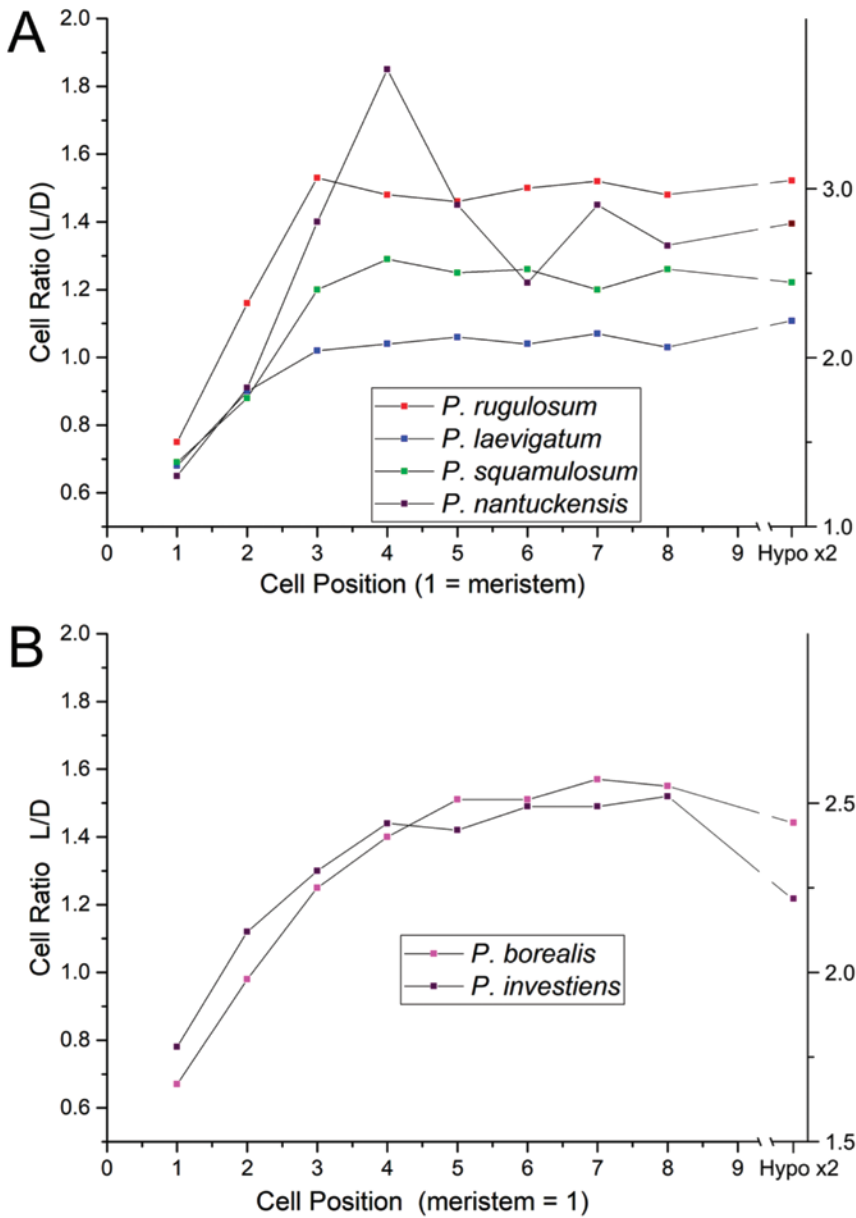 A
2.0
1.8
1.6
1.4
1.2
1.0
0.8
0.6
Cell Ratio (L/D)
3.0
2.0
1.0
P. rugulosum
P. laevigatum
P. squamulosum
P. nantuckensis
0 1 2 3 4 5 6 7 8 9 Hypo x2
Cell Position (1 = meristem)
B
2.0
1.8
1.6
1.4
1.2
1.0
0.8
0.6
Cell Ratio L/D
2.5
2.0
1.5
P. borealis
P. investiens
0 1 2 3 4 5 6 7 8 9 Hypo x2
Cell Position (meristem = 1)